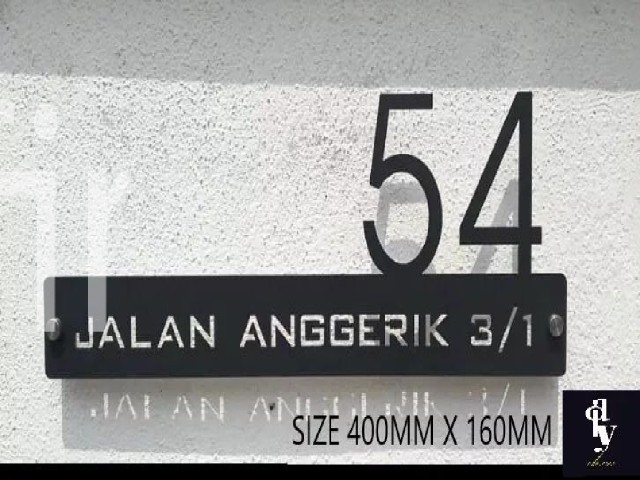 54
JALAN ANGGERIK 3/1
SIZE 400MM X 160MM